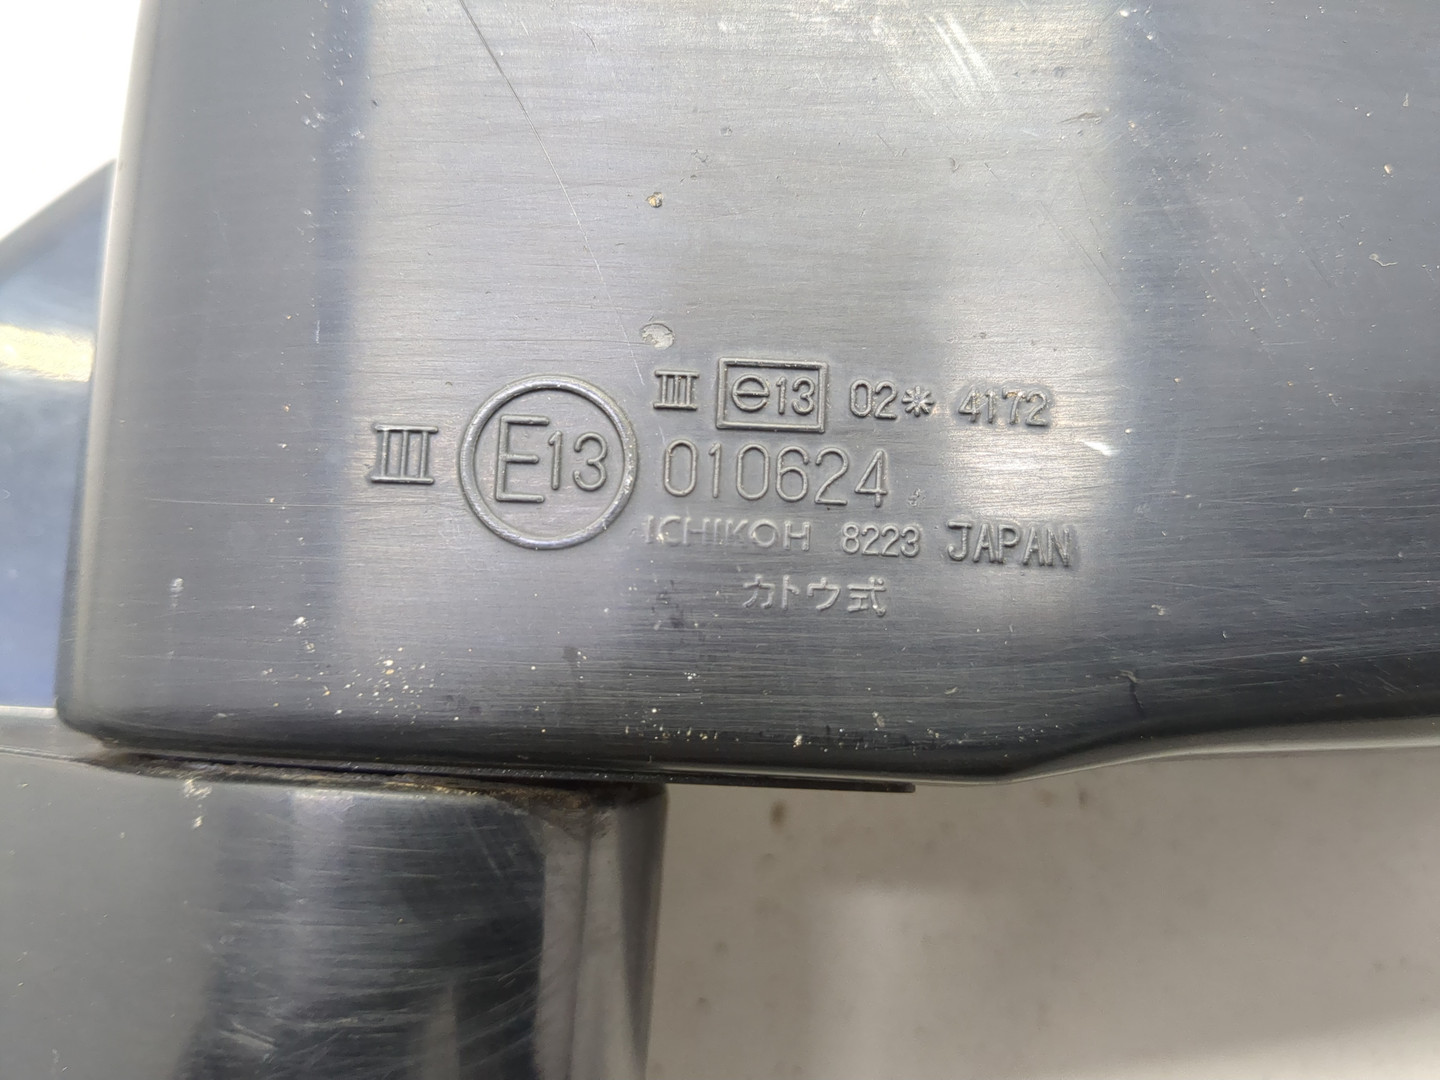 III e13 02* 4172
III E13 010624
ICHIKOH 8223 JAPAN
カトウ式